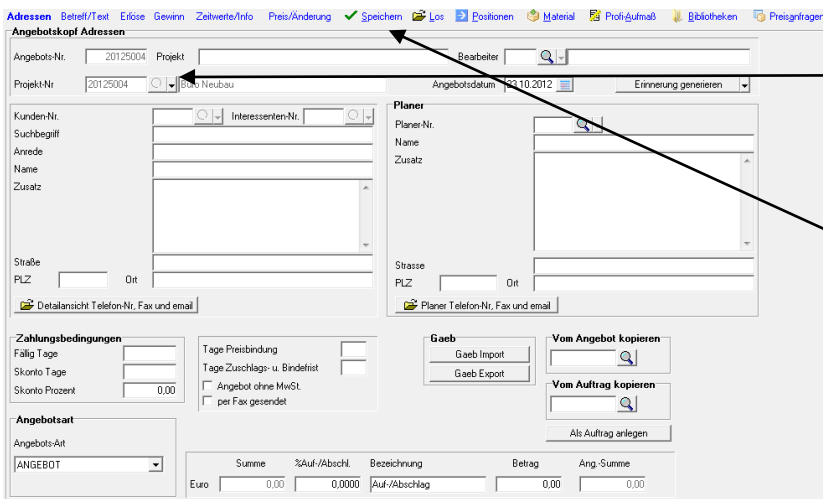 Adressen Betreff/Text Erlöse Gewinn Zeitwerte/Info Preis/Änderung Speichern Los Positionen Material Profi-Aufmaß Bibliotheken Preisanfragen
Angebotskopf Adressen
Angebots-Nr. 20125004 Projekt Bearbeiter
Projekt-Nr 20125004 Büro Neubau Angebotsdatum 23.10.2012 Erinnerung generieren
Kunden-Nr. Interessenten-Nr.
Suchbegriff
Anrede
Name
Zusatz
Straße
PLZ Ort
Detailansicht Telefon-Nr, Fax und email
Planer
Planer-Nr.
Name
Zusatz
Strasse
PLZ Ort
Planer Telefon-Nr, Fax und email
Zahlungsbedingungen
Fällig Tage
Skonto Tage
Skonto Prozent 0,00
Tage Preisbindung
Tage Zuschlags- u. Bindefrist
Angebot ohne MwSt.
per Fax gesendet
Gaeb
Gaeb Import
Gaeb Export
Vom Angebot kopieren
Vom Auftrag kopieren
Als Auftrag anlegen
Angebotsart
Angebots-Art
ANGEBOT
Summe %Auf-/Abschl. Bezeichnung Betrag Ang.-Summe
Euro 0,00 0,0000 Auf-/Abschlag 0,00 0,00